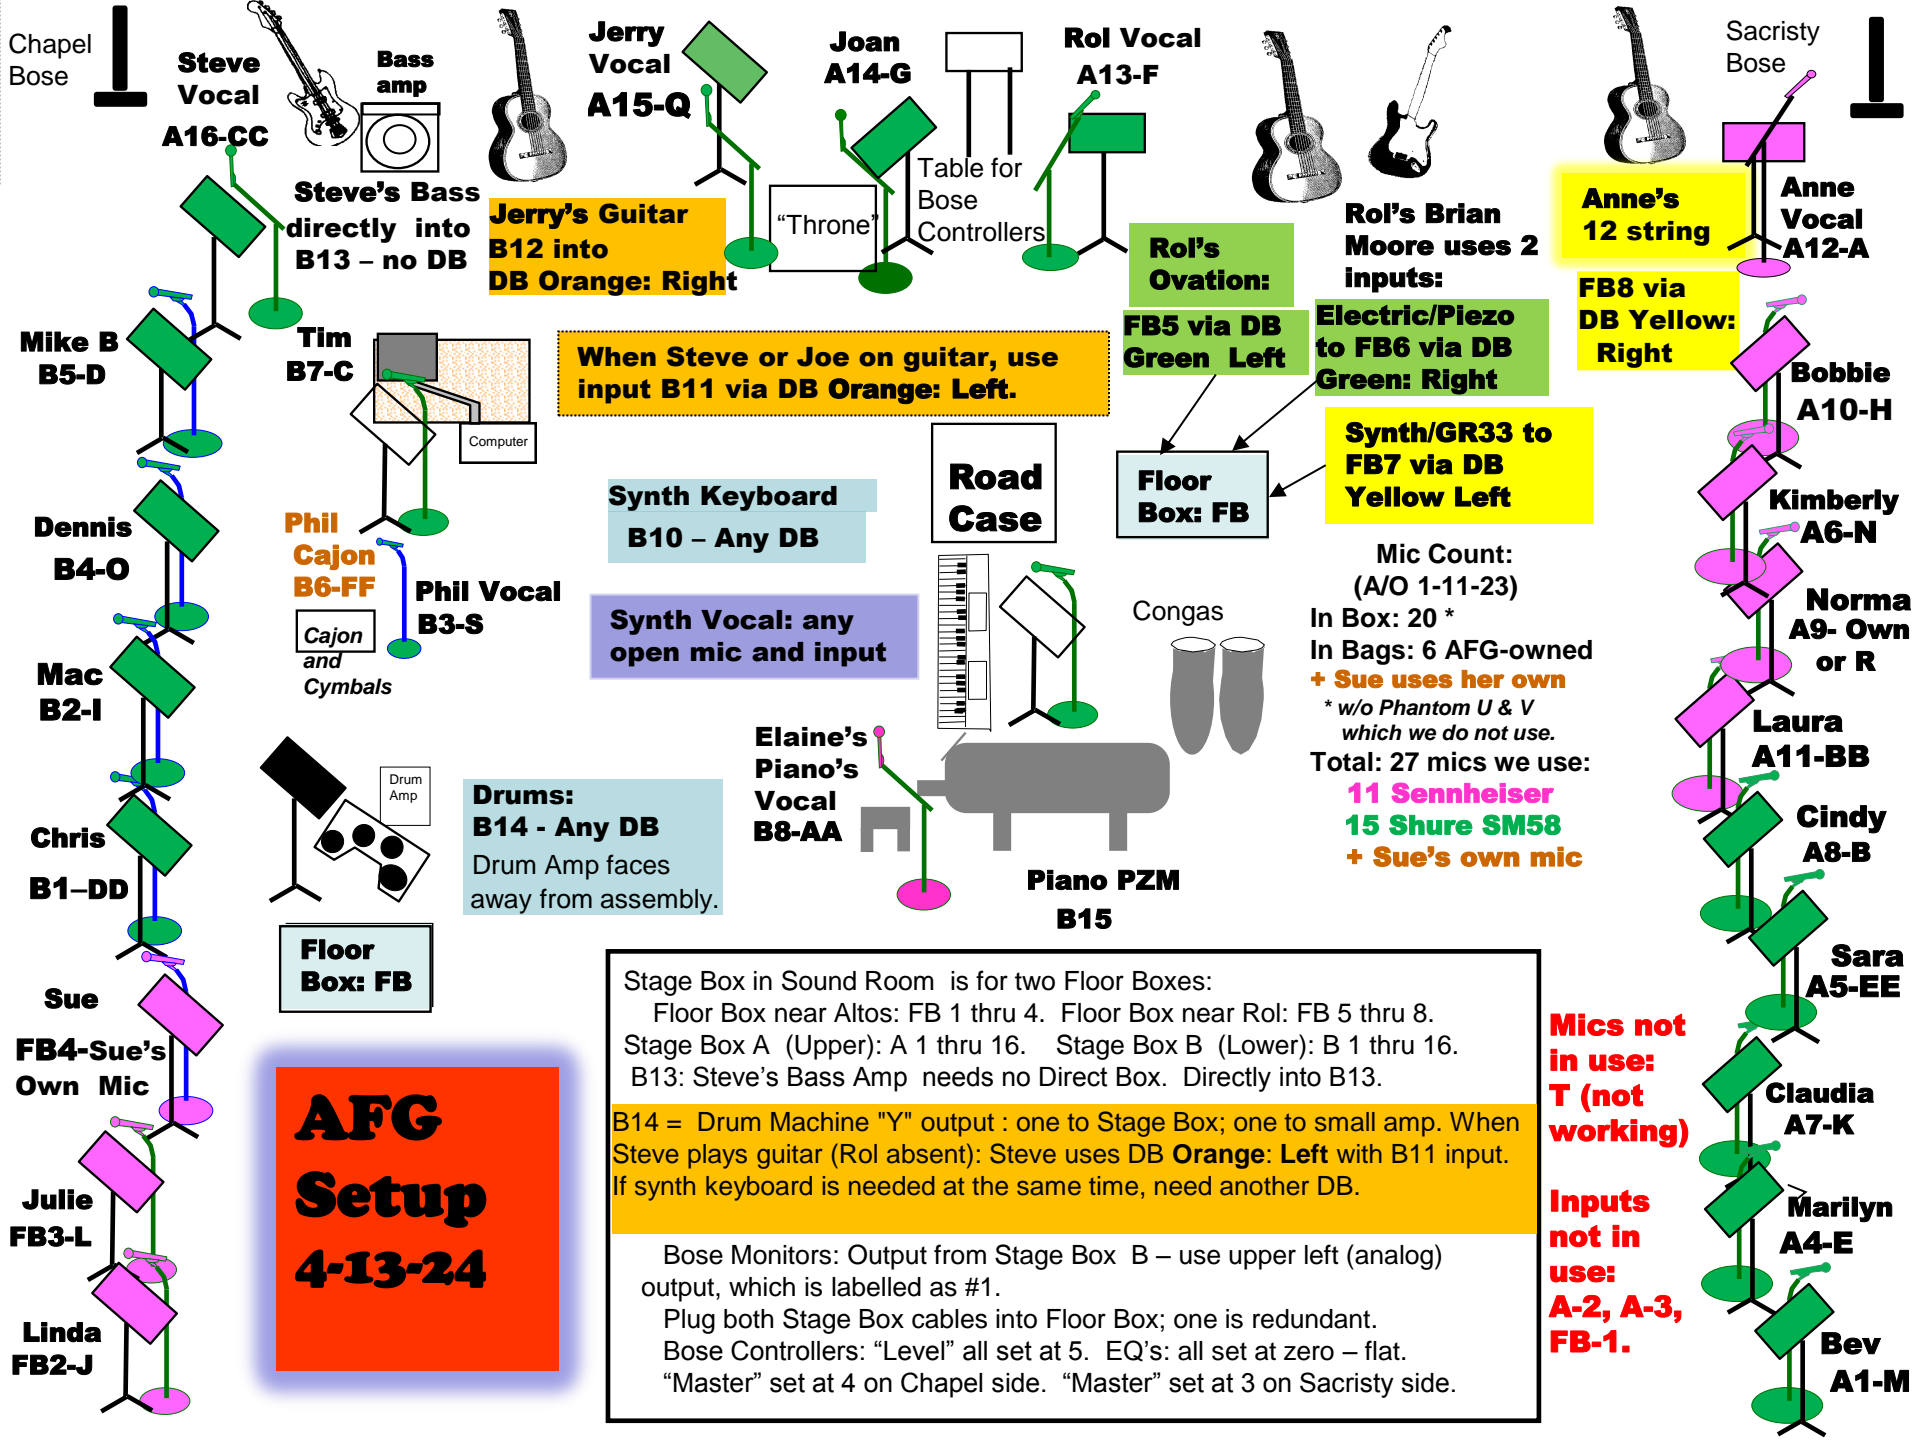 Chapel
Bose
Steve
Vocal
A16-CC
Bass
amp
Jerry
Vocal
A15-Q
Joan
A14-G
Rol Vocal
A13-F
Sacristy
Bose
Steve's Bass
directly into
B13 – no DB
Jerry's Guitar
B12 into
DB Orange: Right
"Throne"
Table for
Bose
Controllers
Rol's
Ovation:
FB5 via DB
Green Left
Rol's Brian
Moore uses 2
inputs:
Electric/Piezo
to FB6 via DB
Green: Right
Synth/GR33 to
FB7 via DB
Yellow Left
Anne's
12 string
FB8 via
DB Yellow:
Right
Anne
Vocal
A12-A
Mike B
B5-D
Tim
B7-C
Computer
When Steve or Joe on guitar, use
input B11 via DB Orange: Left.
Bobbie
A10-H
Dennis
B4-O
Phil
Cajon
B6-FF
Phil Vocal
B3-S
Cajon
and
Cymbals
Synth Keyboard
B10 – Any DB
Road
Case
Floor
Box: FB
Kimberly
A6-N
Synth Vocal: any
open mic and input
Congas
Mic Count:
(A/O 1-11-23)
In Box: 20 *
In Bags: 6 AFG-owned
+ Sue uses her own
* w/o Phantom U & V
which we do not use.
Total: 27 mics we use:
11 Sennheiser
15 Shure SM58
+ Sue's own mic
Norma
A9- Own
or R
Mac
B2-I
Laura
A11-BB
Elaine's
Piano's
Vocal
B8-AA
Drum
Amp
Drums:
B14 - Any DB
Drum Amp faces
away from assembly.
Piano PZM
B15
Chris
B1–DD
Cindy
A8-B
Floor
Box: FB
Sue
FB4-Sue's
Own Mic
Sara
A5-EE
AFG
Setup
4-13-24
Stage Box in Sound Room is for two Floor Boxes:
Floor Box near Altos: FB 1 thru 4. Floor Box near Rol: FB 5 thru 8.
Stage Box A (Upper): A 1 thru 16. Stage Box B (Lower): B 1 thru 16.
B13: Steve's Bass Amp needs no Direct Box. Directly into B13.
B14 = Drum Machine "Y" output : one to Stage Box; one to small amp. When
Steve plays guitar (Rol absent): Steve uses DB Orange: Left with B11 input.
If synth keyboard is needed at the same time, need another DB.
Bose Monitors: Output from Stage Box B – use upper left (analog)
output, which is labelled as #1.
Plug both Stage Box cables into Floor Box; one is redundant.
Bose Controllers: "Level" all set at 5. EQ's: all set at zero – flat.
"Master" set at 4 on Chapel side. "Master" set at 3 on Sacristy side.
Mics not
in use:
T (not
working)
Inputs
not in
use:
A-2, A-3,
FB-1.
Claudia
A7-K
Julie
FB3-L
Marilyn
A4-E
Linda
FB2-J
Bev
A1-M